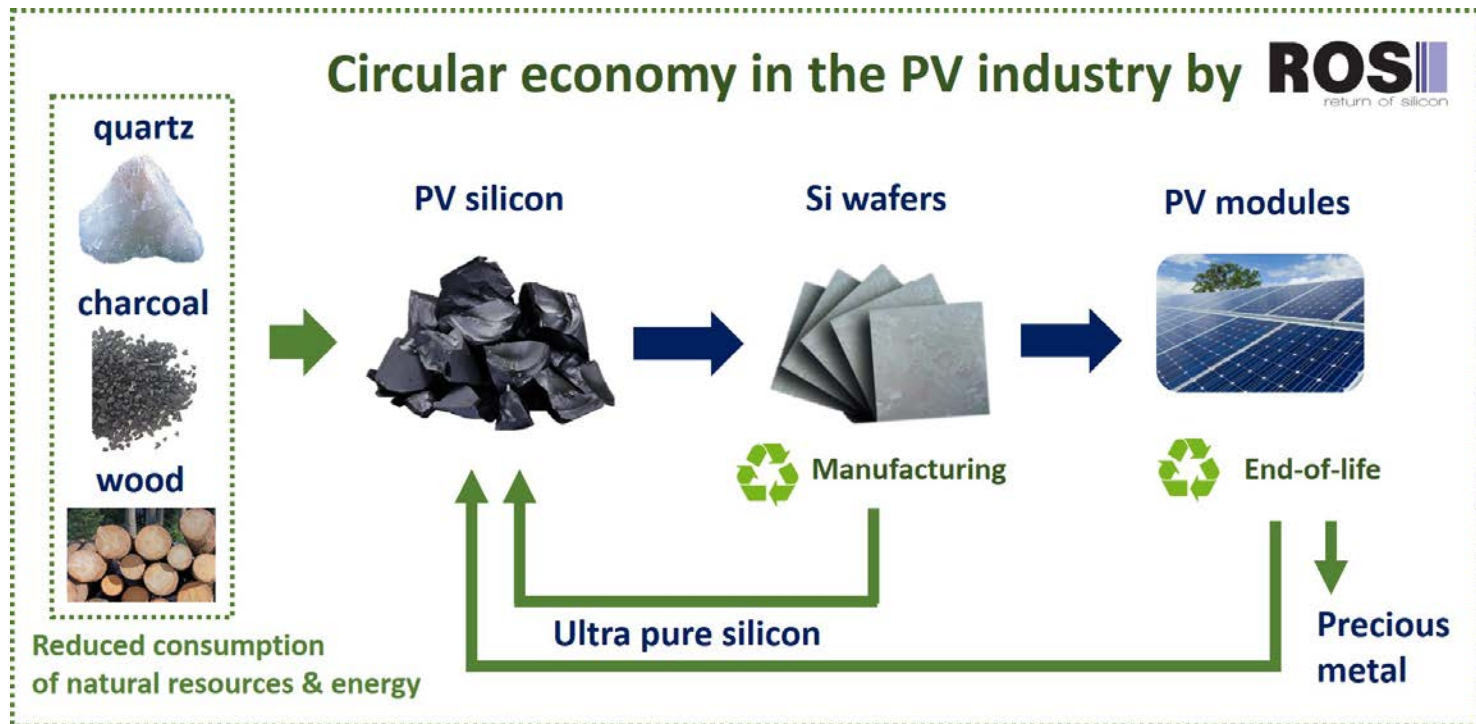 Circular economy in the PV industry by ROSI
return of silicon
quartz
charcoal
wood
Reduced consumption
of natural resources & energy
PV silicon
Si wafers
PV modules
Manufacturing
End-of-life
Ultra pure silicon
Precious
metal